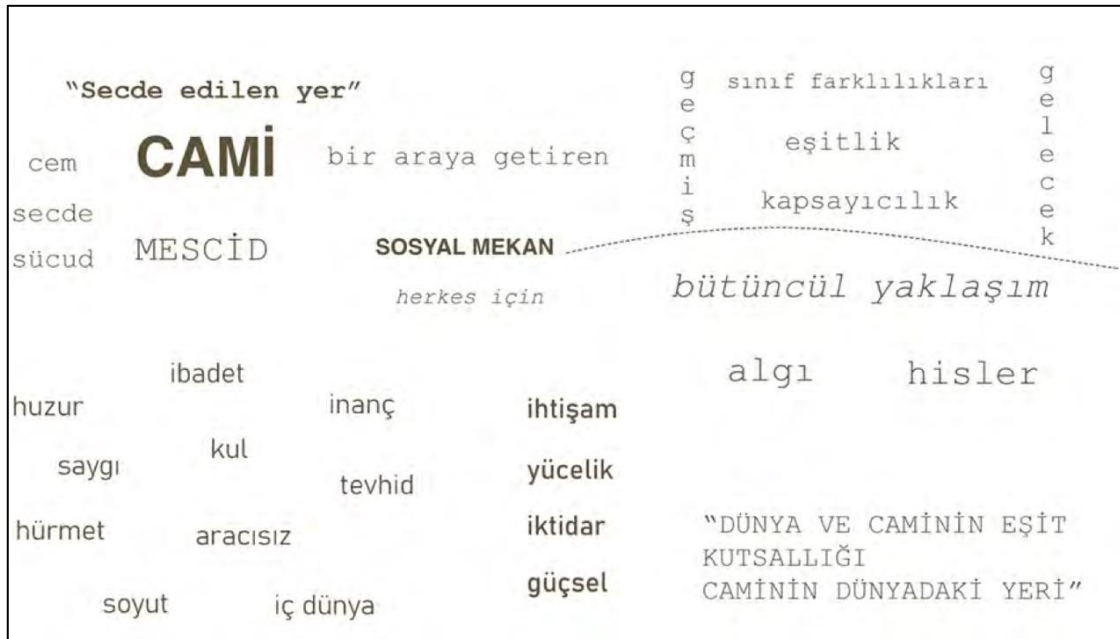 "Secde edilen yer"
cem
CAMİ
bir araya getiren
secde
sücud
MESCİD
SOSYAL MEKAN
herkes için
geçmiş
sınıf farklılıkları
eşitlik
kapsayıcılık
gelecek
bütüncül yaklaşım
algı
hisler
ibadet
huzur
inanç
kul
saygı
tevhid
hürmet
aracısız
soyut
iç dünya
ihtişam
yücelik
iktidar
güçsel
"DÜNYA VE CAMİNİN EŞİT
KUTSALLIĞI
CAMİNİN DÜNYADAKİ YERİ"